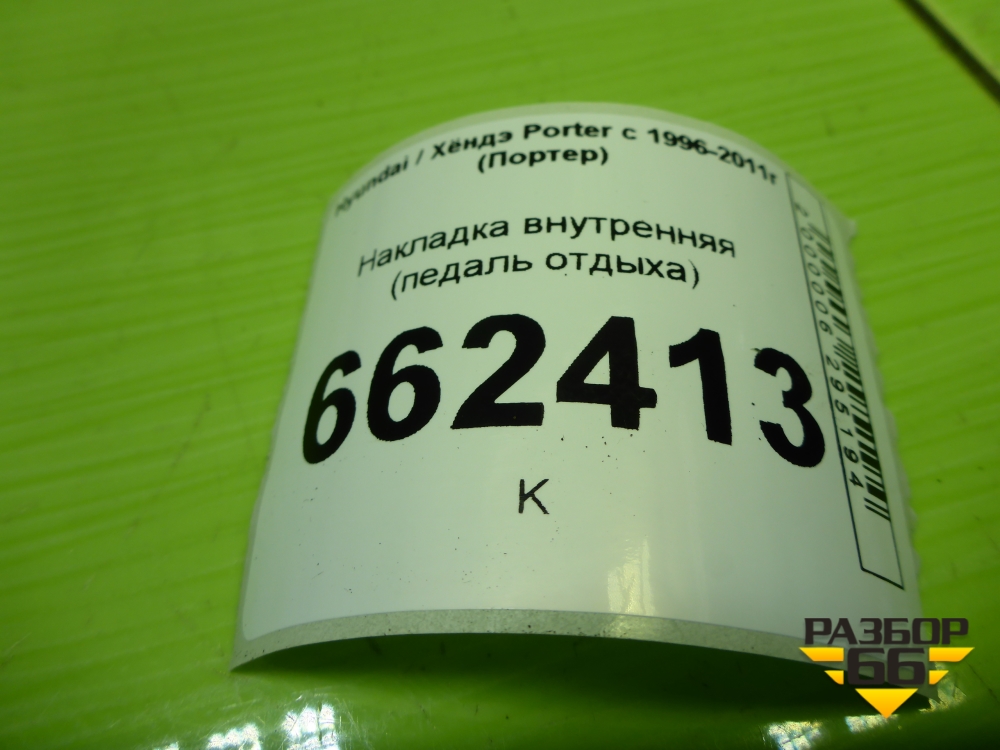 Hyundai / Хёндэ Porter с 1996-2011г
(Портер)
Накладка внутренняя
(педаль отдыха)
662413
К
2000006295194
РАЗБОР
66